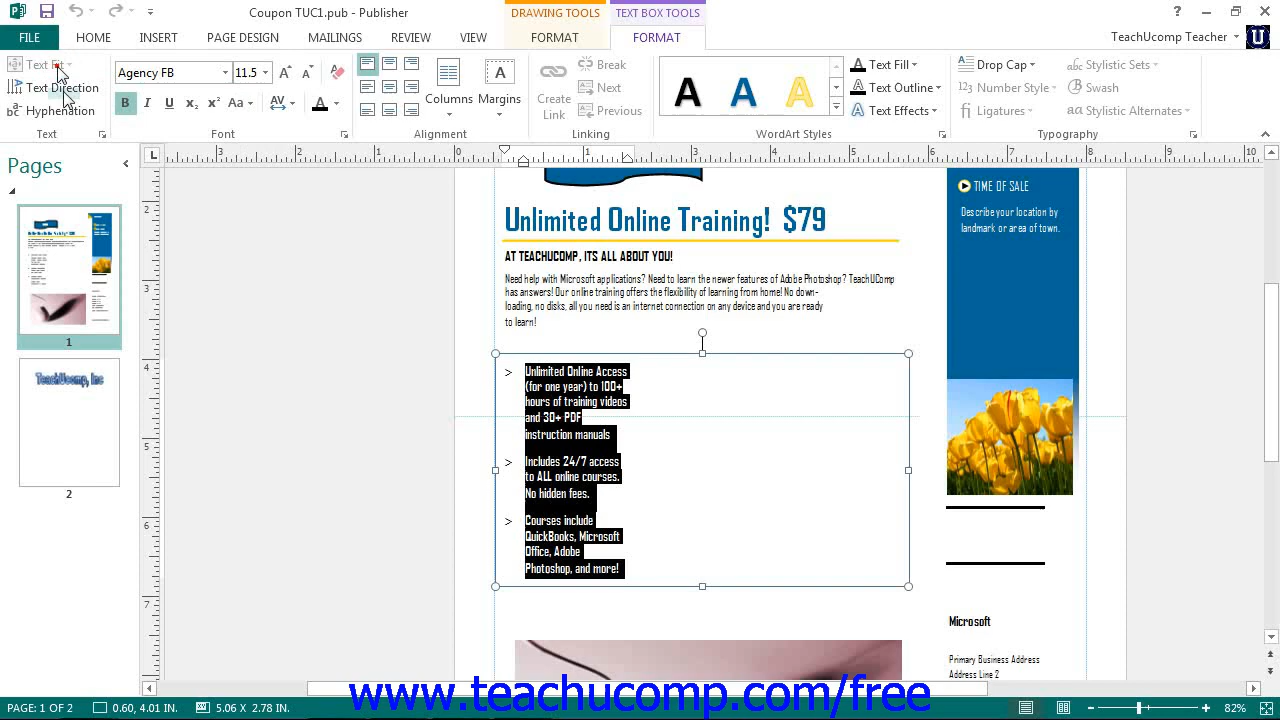 Coupon TUC1.pub - Publisher
DRAWING TOOLS
TEXT BOX TOOLS
FILE
HOME
INSERT
PAGE DESIGN
MAILINGS
REVIEW
VIEW
FORMAT
FORMAT
TeachUcomp Teacher
Text Fit
Text Direction
Hyphenation
Text
Agency FB
11.5
Font
Columns
Margins
Alignment
Create Link
Break
Next
Previous
Linking
Text Fill
Text Outline
Text Effects
WordArt Styles
Drop Cap
Number Style
Ligatures
Stylistic Sets
Swash
Stylistic Alternates
Typography
Pages
1
TeachUcomp, Inc
2
TIME OF SALE
Describe your location by
landmark or area of town.
Unlimited Online Training! $79
AT TEACHUCOMP, ITS ALL ABOUT YOU!
Need help with Microsoft applications? Need to learn the newer features of Adobe Photoshop? TeachUComp
has answers! Our online training offers the flexibility of learning from home! No down-
loading, no disks, all you need is an internet connection on any device and you are ready
to learn!
> Unlimited Online Access
(for one year) to 100+
hours of training videos
and 30+ PDF
instruction manuals
> Includes 24/7 access
to ALL online courses.
No hidden fees.
> Courses include
QuickBooks, Microsoft
Office, Adobe
Photoshop, and more!
Microsoft
Primary Business Address
Address Line 2
www.teachucomp.com/free
PAGE: 1 OF 2
0.60, 4.01 IN.
5.06 X 2.78 IN.
82%